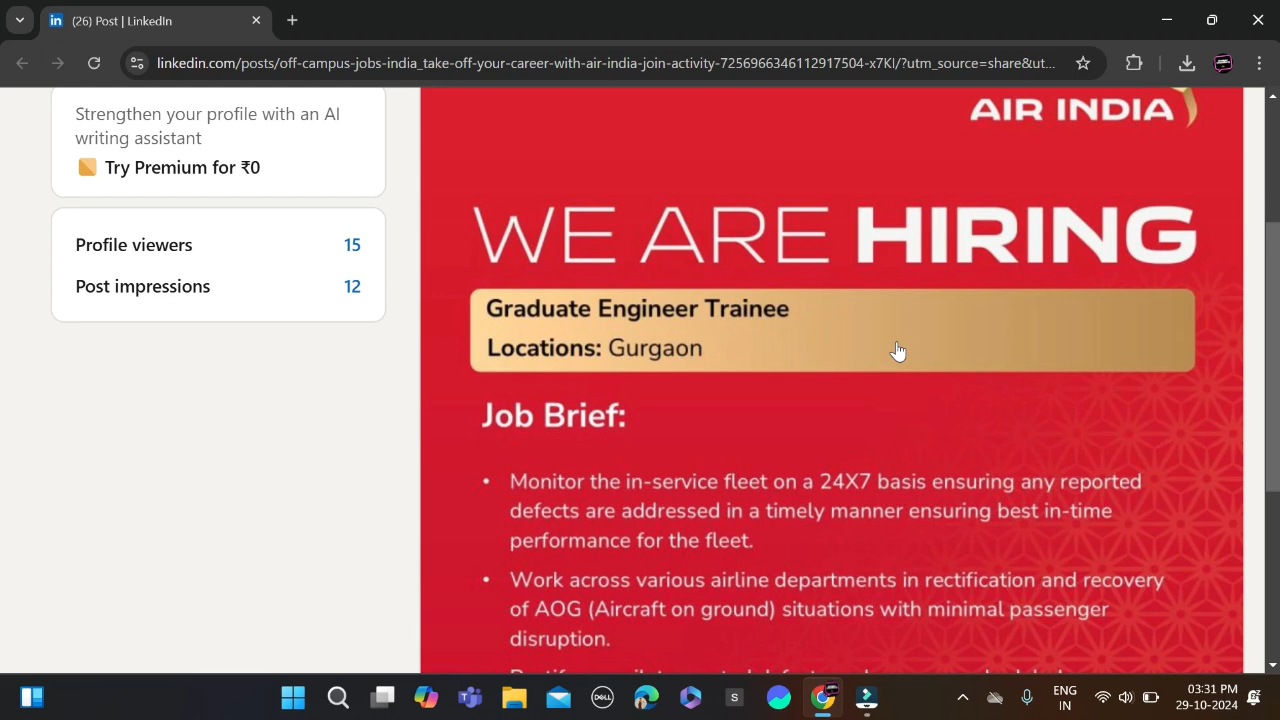 (26) Post | LinkedIn
linkedin.com/posts/off-campus-jobs-india_take-off-your-career-with-air-india-join-activity-7256966346112917504-x7KI/?utm_source=share&ut...
Strengthen your profile with an AI
writing assistant
Try Premium for ₹0
Profile viewers 15
Post impressions 12
AIR INDIA
WE ARE HIRING
Graduate Engineer Trainee
Locations: Gurgaon
Job Brief:
• Monitor the in-service fleet on a 24X7 basis ensuring any reported
defects are addressed in a timely manner ensuring best in-time
performance for the fleet.
• Work across various airline departments in rectification and recovery
of AOG (Aircraft on ground) situations with minimal passenger
disruption.
DELL
S
ENG
IN
03:31 PM
29-10-2024